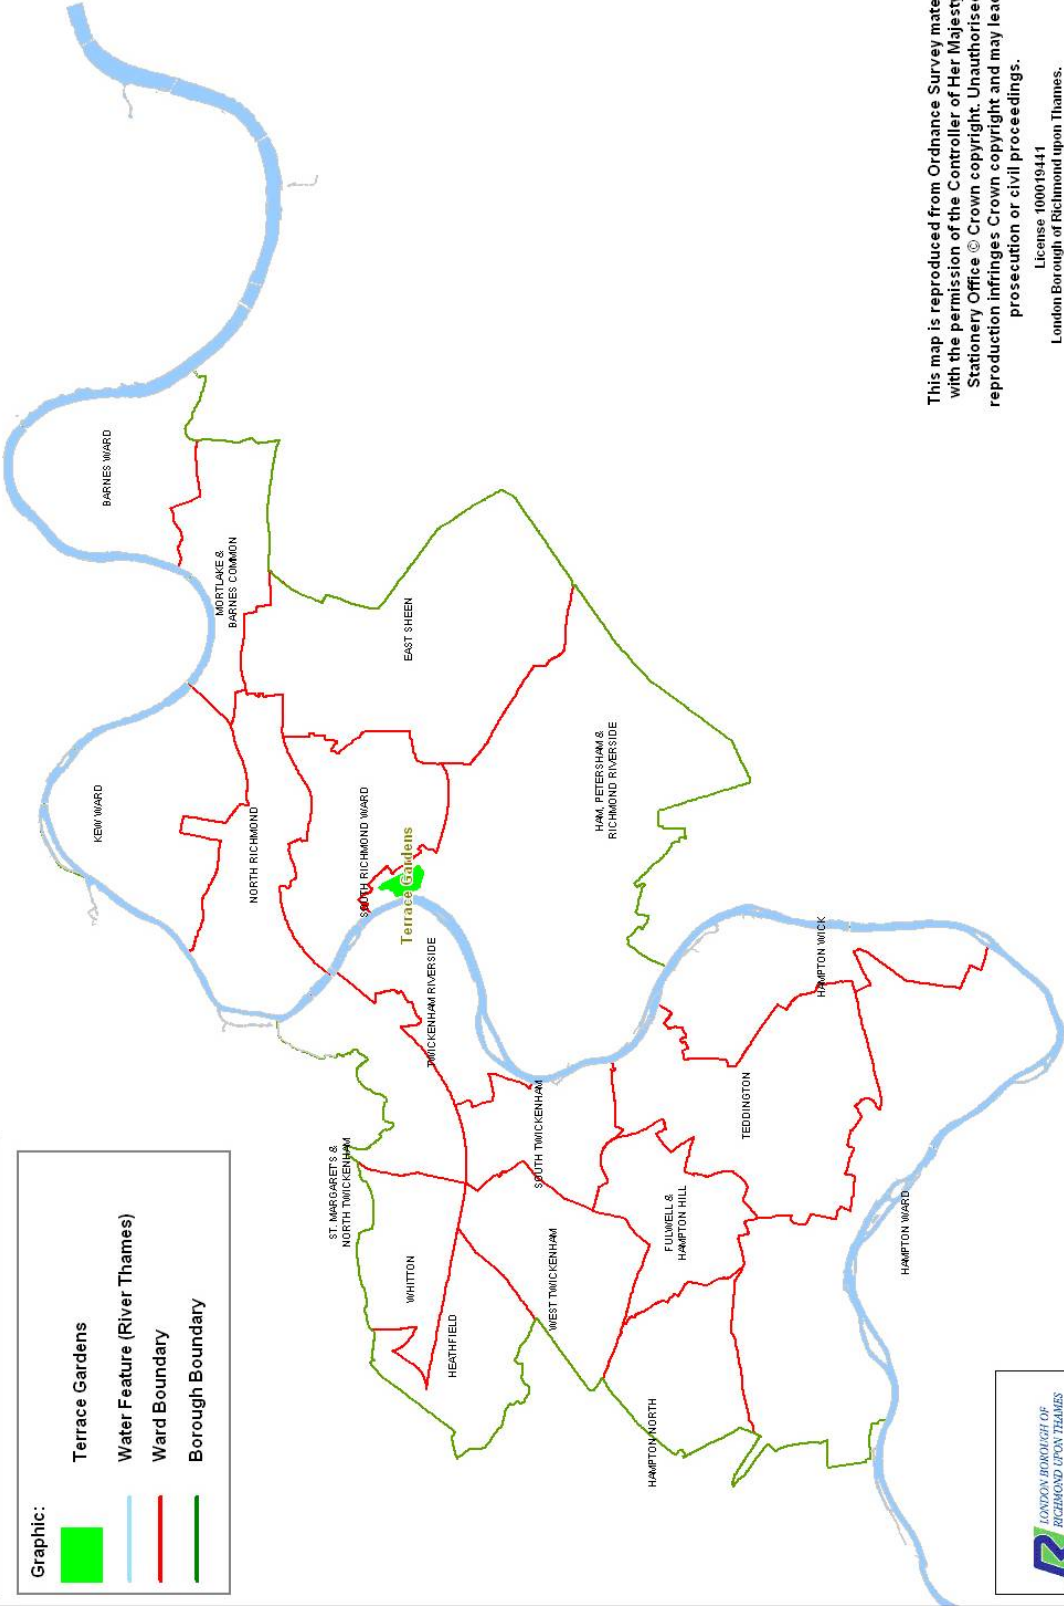 Graphic:
Terrace Gardens
Water Feature (River Thames)
Ward Boundary
Borough Boundary
BARNES WARD
KEW WARD
MORTLAKE &
BARNES COMMON
NORTH RICHMOND
EAST SHEEN
SOUTH RICHMOND WARD
Terrace Gardens
HAM, PETERSHAM &
RICHMOND RIVERSIDE
TWICKENHAM RIVERSIDE
ST. MARGARETS &
NORTH TWICKENHAM
WHITTON
HEATHFIELD
SOUTH TWICKENHAM
WEST TWICKENHAM
FULWELL &
HAMPTON HILL
TEDDINGTON
HAMPTON WICK
HAMPTON NORTH
HAMPTON WARD
This map is reproduced from Ordnance Survey mate
with the permission of the Controller of Her Majesty
Stationery Office © Crown copyright. Unauthorised
reproduction infringes Crown copyright and may lead
prosecution or civil proceedings.
License 100019441
London Borough of Richmond upon Thames.
LONDON BOROUGH OF
RICHMOND UPON THAMES